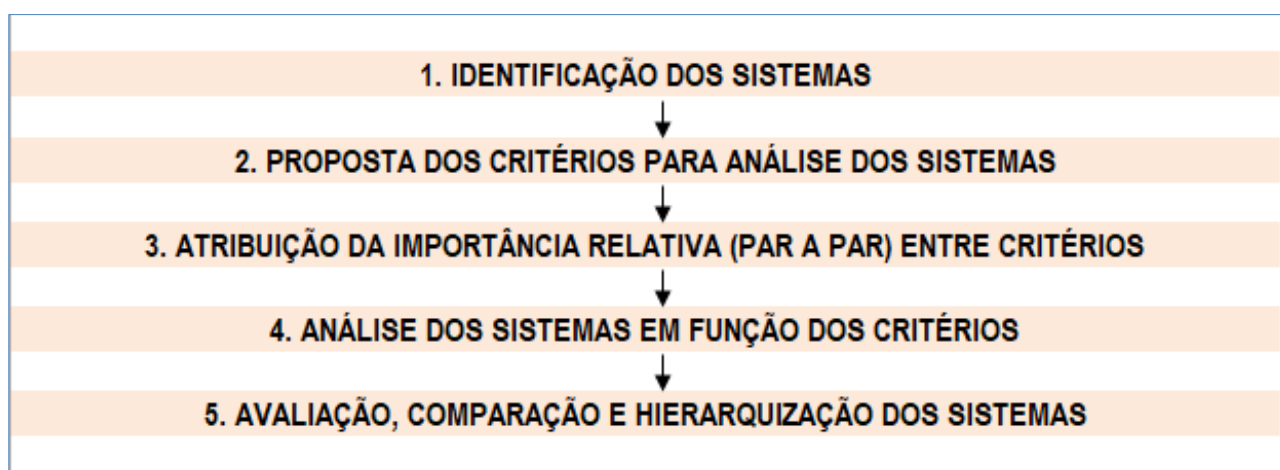 1. IDENTIFICAÇÃO DOS SISTEMAS
2. PROPOSTA DOS CRITÉRIOS PARA ANÁLISE DOS SISTEMAS
3. ATRIBUIÇÃO DA IMPORTÂNCIA RELATIVA (PAR A PAR) ENTRE CRITÉRIOS
4. ANÁLISE DOS SISTEMAS EM FUNÇÃO DOS CRITÉRIOS
5. AVALIAÇÃO, COMPARAÇÃO E HIERARQUIZAÇÃO DOS SISTEMAS